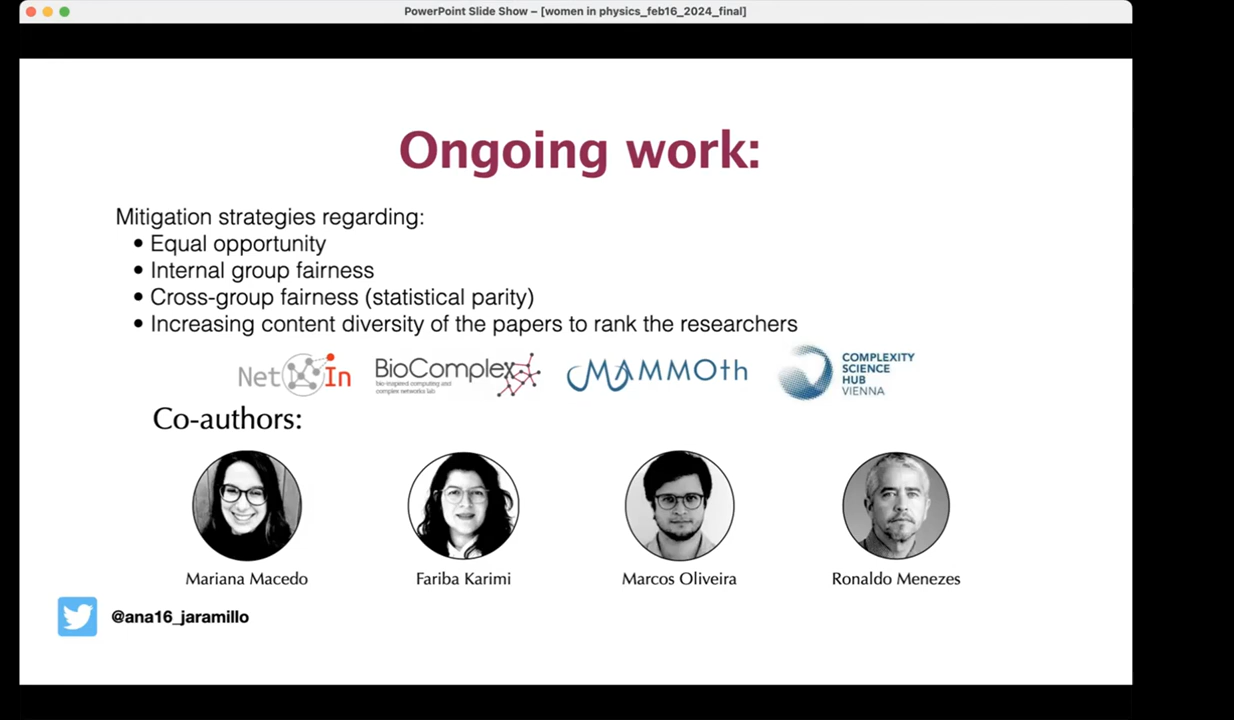 PowerPoint Slide Show – [women in physics_feb16_2024_final]
Ongoing work:
Mitigation strategies regarding:
• Equal opportunity
• Internal group fairness
• Cross-group fairness (statistical parity)
• Increasing content diversity of the papers to rank the researchers
Net In
BioComplex
bio-inspired computing and
complex networks lab
MAMMOth
COMPLEXITY
SCIENCE
HUB
VIENNA
Co-authors:
Mariana Macedo
Fariba Karimi
Marcos Oliveira
Ronaldo Menezes
@ana16_jaramillo